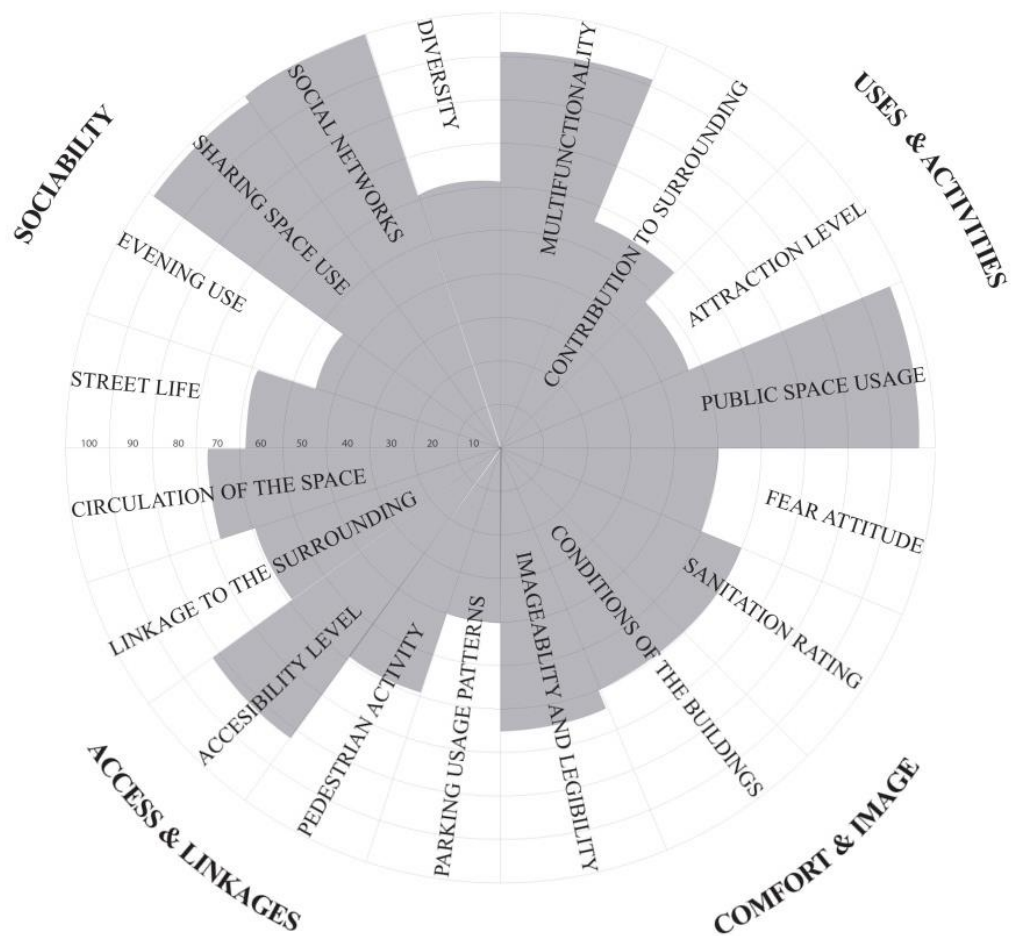 SOCIABILTY
DIVERSITY
SOCIAL NETWORKS
SHARING SPACE USE
EVENING USE
STREET LIFE
USES & ACTIVITIES
MULTIFUNCTIONALITY
CONTRIBUTION TO SURROUNDING
ATTRACTION LEVEL
PUBLIC SPACE USAGE
100 90 80 70 60 50 40 30 20 10
ACCESS & LINKAGES
CIRCULATION OF THE SPACE
LINKAGE TO THE SURROUNDING
ACCESIBILITY LEVEL
PEDESTRIAN ACTIVITY
PARKING USAGE PATTERNS
COMFORT & IMAGE
FEAR ATTITUDE
SANITATION RATING
CONDITIONS OF THE BUILDINGS
IMAGEABLITY AND LEGIBILITY